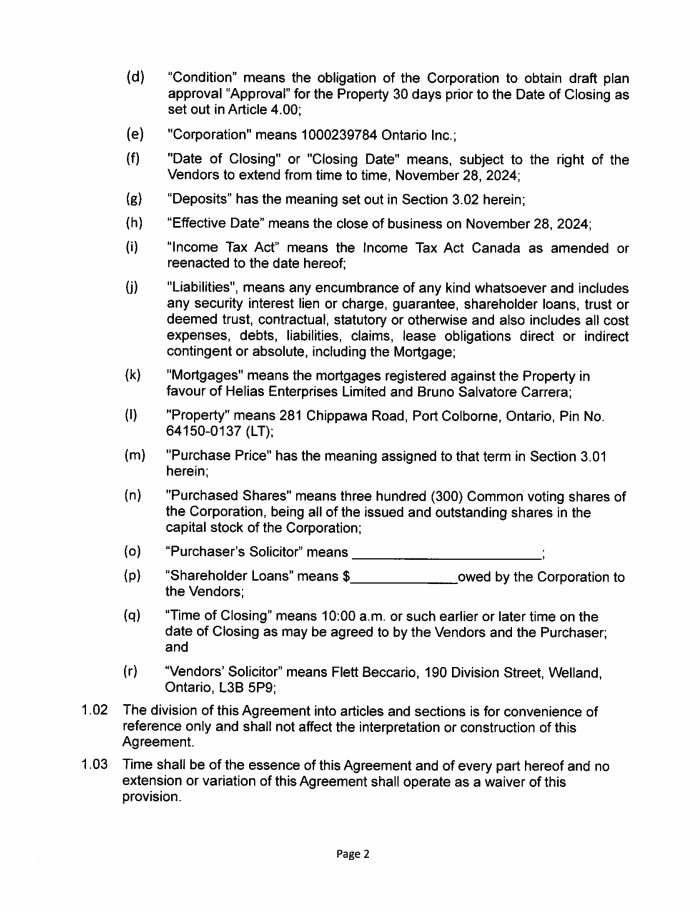 (d) “Condition” means the obligation of the Corporation to obtain draft plan
approval “Approval” for the Property 30 days prior to the Date of Closing as
set out in Article 4.00;
(e) "Corporation" means 1000239784 Ontario Inc.;
(f) "Date of Closing" or "Closing Date" means, subject to the right of the
Vendors to extend from time to time, November 28, 2024;
(g) “Deposits” has the meaning set out in Section 3.02 herein;
(h) “Effective Date” means the close of business on November 28, 2024;
(i) “Income Tax Act” means the Income Tax Act Canada as amended or
reenacted to the date hereof;
(j) "Liabilities", means any encumbrance of any kind whatsoever and includes
any security interest lien or charge, guarantee, shareholder loans, trust or
deemed trust, contractual, statutory or otherwise and also includes all cost
expenses, debts, liabilities, claims, lease obligations direct or indirect
contingent or absolute, including the Mortgage;
(k) "Mortgages" means the mortgages registered against the Property in
favour of Helias Enterprises Limited and Bruno Salvatore Carrera;
(l) "Property" means 281 Chippawa Road, Port Colborne, Ontario, Pin No.
64150-0137 (LT);
(m) "Purchase Price" has the meaning assigned to that term in Section 3.01
herein;
(n) "Purchased Shares" means three hundred (300) Common voting shares of
the Corporation, being all of the issued and outstanding shares in the
capital stock of the Corporation;
(o) “Purchaser's Solicitor” means ______________________________;
(p) “Shareholder Loans” means $_________________owed by the Corporation to
the Vendors;
(q) “Time of Closing” means 10:00 a.m. or such earlier or later time on the
date of Closing as may be agreed to by the Vendors and the Purchaser;
and
(r) “Vendors’ Solicitor” means Flett Beccario, 190 Division Street, Welland,
Ontario, L3B 5P9;
1.02 The division of this Agreement into articles and sections is for convenience of
reference only and shall not affect the interpretation or construction of this
Agreement.
1.03 Time shall be of the essence of this Agreement and of every part hereof and no
extension or variation of this Agreement shall operate as a waiver of this
provision.
Page 2